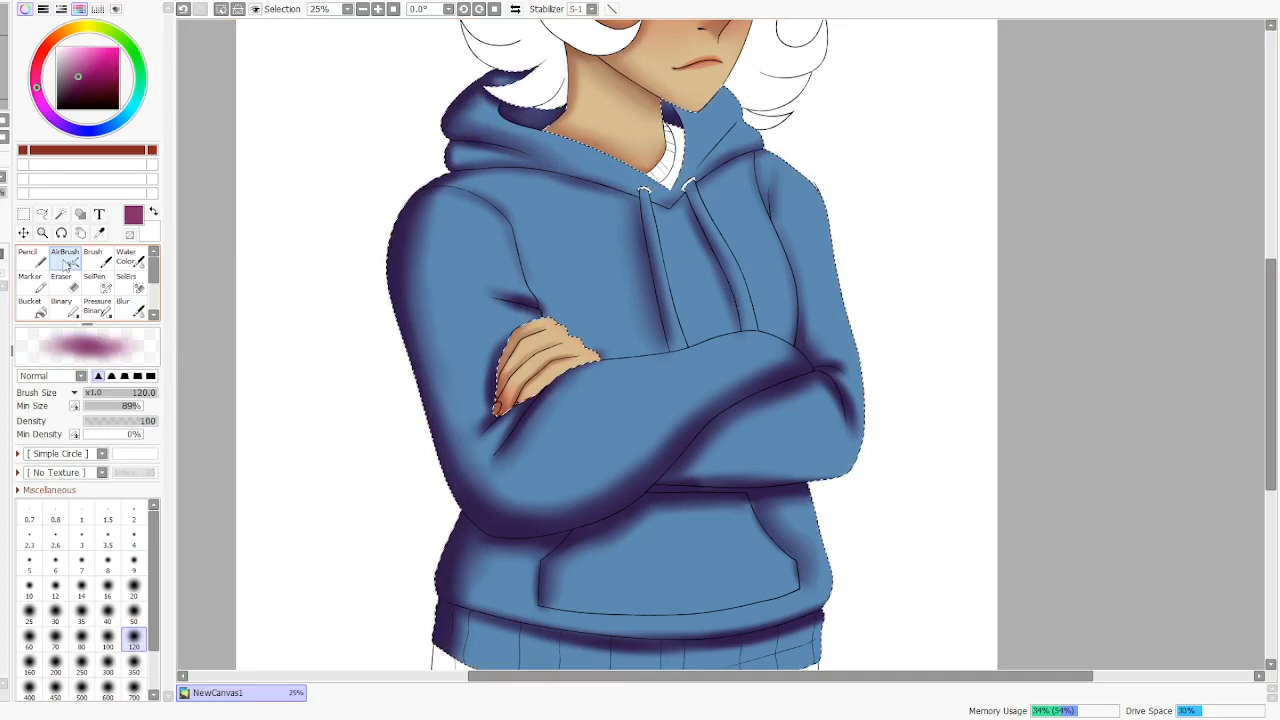 Selection 25% 0.0° Stabilizer S-1
T
Pencil AirBrush Brush Water Color
Marker Eraser SelPen SelErs
Bucket Binary Pressure Binary Blur
Normal
Brush Size x1.0 120.0
Min Size 89%
Density 100
Min Density 0%
[ Simple Circle ]
[ No Texture ]
Miscellaneous
0.7 0.8 1 1.5 2
2.3 2.6 3 3.5 4
5 6 7 8 9
10 12 14 16 20
25 30 35 40 50
60 70 80 100 120
160 200 250 300 350
400 450 500 600 700
NewCanvas1 25%
Memory Usage 34% (54%) Drive Space 30%